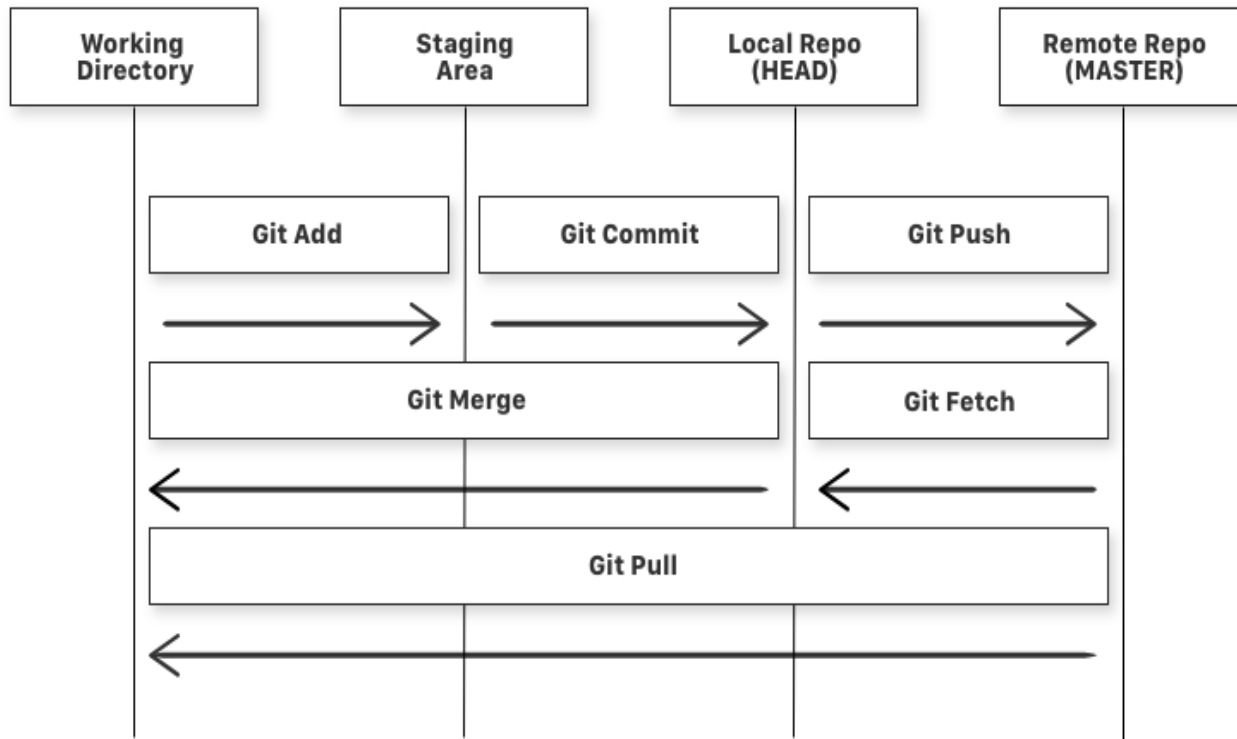 Working
Directory
Staging
Area
Local Repo
(HEAD)
Remote Repo
(MASTER)
Git Add
Git Commit
Git Push
Git Merge
Git Fetch
Git Pull